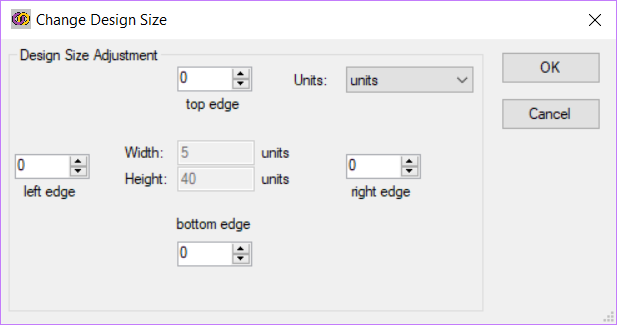 Change Design Size
Design Size Adjustment
0
top edge
Units: units
OK
Cancel
0
left edge
Width: 5 units
Height: 40 units
0
right edge
bottom edge
0